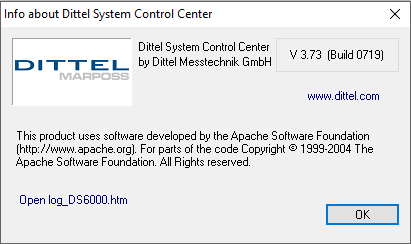 Info about Dittel System Control Center
DITTEL
MARPOSS
Dittel System Control Center
by Dittel Messtechnik GmbH
V 3.73 (Build 0719)
www.dittel.com
This product uses software developed by the Apache Software Foundation
(http://www.apache.org). For parts of the code Copyright © 1999-2004 The
Apache Software Foundation. All Rights reserved.
Open log_DS6000.htm
OK